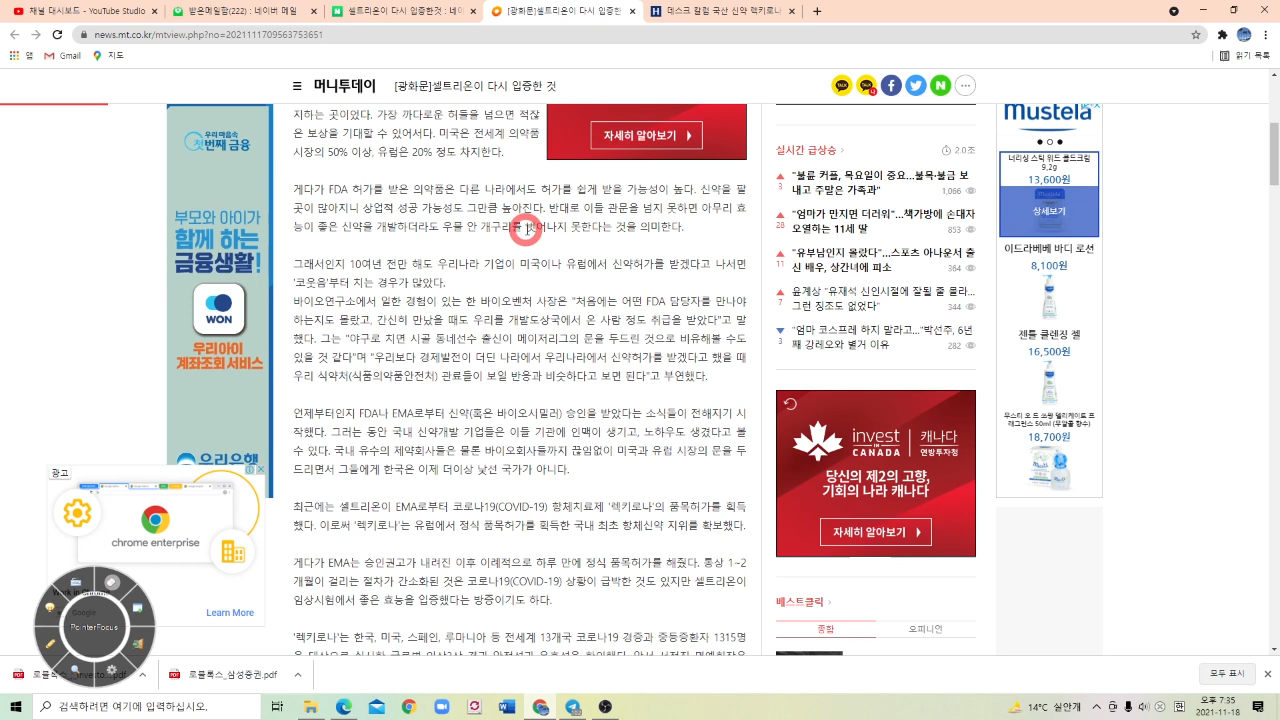 재널 대시보드 - YouTube Studio
받은메일함(222) : 네이버 메일
셀트리온이 다시 입증한것 : 네이
[광화문]셀트리온이 다시 입증한
데스크 칼럼 국산 신약 렉키로나
news.mt.co.kr/mtview.php?no=2021111709563753651
앱
Gmail
지도
읽기 목록
머니투데이
[광화문]셀트리온이 다시 입증한 것
지하는 곳이었다. 가장 까다로운 허들을 넘으면 적잖
은 보상을 기대할 수 있어서다. 미국은 전세계 의약품
시장의 50% 이상, 유럽은 20% 정도 차지한다.
자세히 알아보기
게다가 FDA 허가를 받은 의약품은 다른 나라에서도 허가를 쉽게 받을 가능성이 높다. 신약을 팔
곳이 많아지니 상업적 성공 가능성도 그만큼 높아진다. 반대로 이들 관문을 넘지 못하면 아무리 효
능이 좋은 신약을 개발하더라도 우물 안 개구리를 벗어나지 못한다는 것을 의미한다.
그래서인지 10여년 전만 해도 우리나라 기업이 미국이나 유럽에서 신약허가를 받겠다고 나서면
'코웃음'부터 치는 경우가 많았다.
바이오연구소에서 일한 경험이 있는 한 바이오벤처 사장은 "처음에는 어떤 FDA 담당자를 만나야
하는지도 몰랐고, 간신히 만났을 때도 우리를 개발도상국에서 온 사람 정도 취급을 받았다"고 말
했다. 그는 "야구로 치면 시골 동네선수 출신이 메이저리그의 문을 두드린 것으로 비유해볼 수도
있을 것 같다"며 "우리보다 경제발전이 더딘 나라에서 우리나라에서 신약허가를 받겠다고 했을 때
우리 식약처(식품의약품안전처) 관료들이 보일 반응과 비슷하다고 보면 된다"고 부연했다.
언제부터인지 FDA나 EMA로부터 신약(혹은 바이오시밀러) 승인을 받았다는 소식들이 전해지기 시
작했다. 그러는 동안 국내 신약개발 기업들은 이들 기관에 인맥이 생기고, 노하우도 생겼다고 볼
수 있다. 국내 유수의 제약회사들은 물론 바이오회사들까지 끊임없이 미국과 유럽 시장의 문을 두
드리면서 그들에게 한국은 이제 더이상 낯선 국가가 아니다.
최근에는 셀트리온이 EMA로부터 코로나19(COVID-19) 항체치료제 '렉키로나'의 품목허가를 획득
했다. 이로써 '렉키로나'는 유럽에서 정식 품목허가를 획득한 국내 최초 항체신약 지위를 확보했다.
게다가 EMA는 승인권고가 내려진 이후 이례적으로 하루 만에 정식 품목허가를 해줬다. 통상 1~2
개월이 걸리는 절차가 간소화된 것은 코로나19(COVID-19) 상황이 급박한 것도 있지만 셀트리온이
임상시험에서 좋은 효능을 입증했다는 방증이기도 하다.
'렉키로나'는 한국, 미국, 스페인, 루마니아 등 전세계 13개국 코로나19 경증과 중등증환자 1315명
우리 마음속
첫번째 금융
부모와 아이가
함께 하는
금융생활!
WON
우리아이
계좌조회 서비스
우리은행
광고
chrome enterprise
Learn More
Google
PointerFocus
실시간 급상승 ›
2.0초
"불륜 커플, 목요일이 중요...불목·불금 보
내고 주말은 가족과"
3
1,066
"엄마가 만지면 더러워"...책가방에 손대자
오열하는 11세 딸
28
853
"유부남인지 몰랐다"...스포츠 아나운서 출
신 배우, 상간녀에 피소
11
364
윤계상 "유재석 신인시절에 잘될 줄 몰라...
그런 징조도 없었다"
7
344
"엄마 코스프레 하지 말라고..."박선주, 6년
째 강레오와 별거 이유
3
282
invest IN CANADA | 캐나다 연방투자청
당신의 제2의 고향,
기회의 나라 캐나다
자세히 알아보기
베스트클릭 ›
종합
오피니언
Mustela
너리싱 스틱 위드 콜드크림
9,2g
13,600원
상세보기
이드라베베 바디 로션
8,100원
젠틀 클렌징 젤
16,500원
무스티 오 드 쏘왕 델리케이트 프
래그런스 50ml (무알콜 향수)
18,700원
로블록스_삼성증권.pdf
모두 표시
검색하려면 여기에 입력하십시오.
14°C 실안개
오후 7:35
2021-11-18